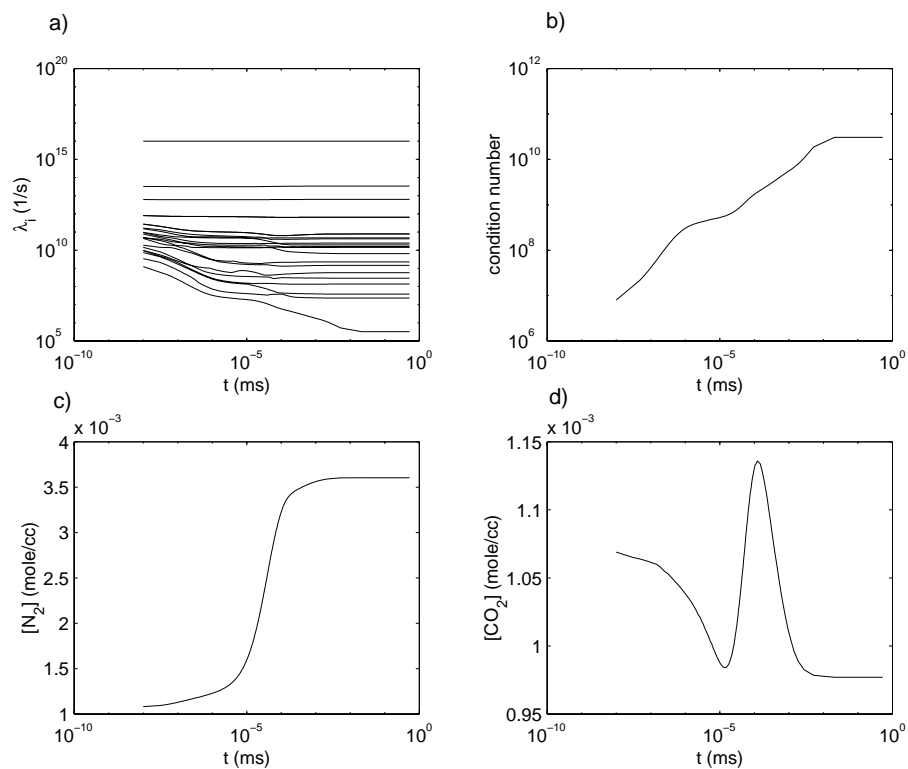 a)
10^20
10^15
10^10
10^5
λ_i (1/s)
10^−10
10^−5
10^0
t (ms)
b)
10^12
10^10
10^8
10^6
condition number
10^−10
10^−5
10^0
t (ms)
c)
x 10^−3
4
3.5
3
2.5
2
1.5
1
[N_2] (mole/cc)
10^−10
10^−5
10^0
t (ms)
d)
x 10^−3
1.15
1.1
1.05
1
0.95
[CO_2] (mole/cc)
10^−10
10^−5
10^0
t (ms)